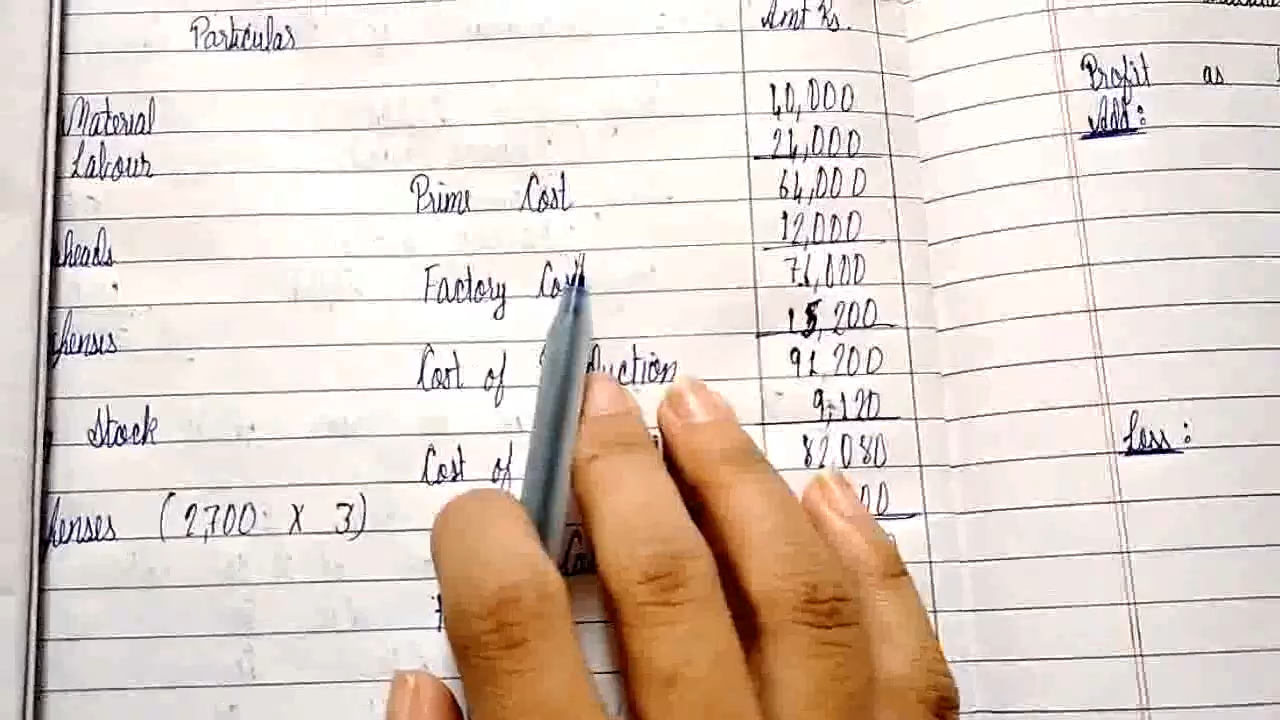 Particulars Amt Rs.
Material 40,000
Labour 24,000
Prime Cost 64,000
heads 12,000
Factory Cost 76,000
penses 15,200
Cost of uction 91,200
Stock 9,120
Cost of 82,080
penses (2,700 X 3) 00
Profit as
Add:
Less: